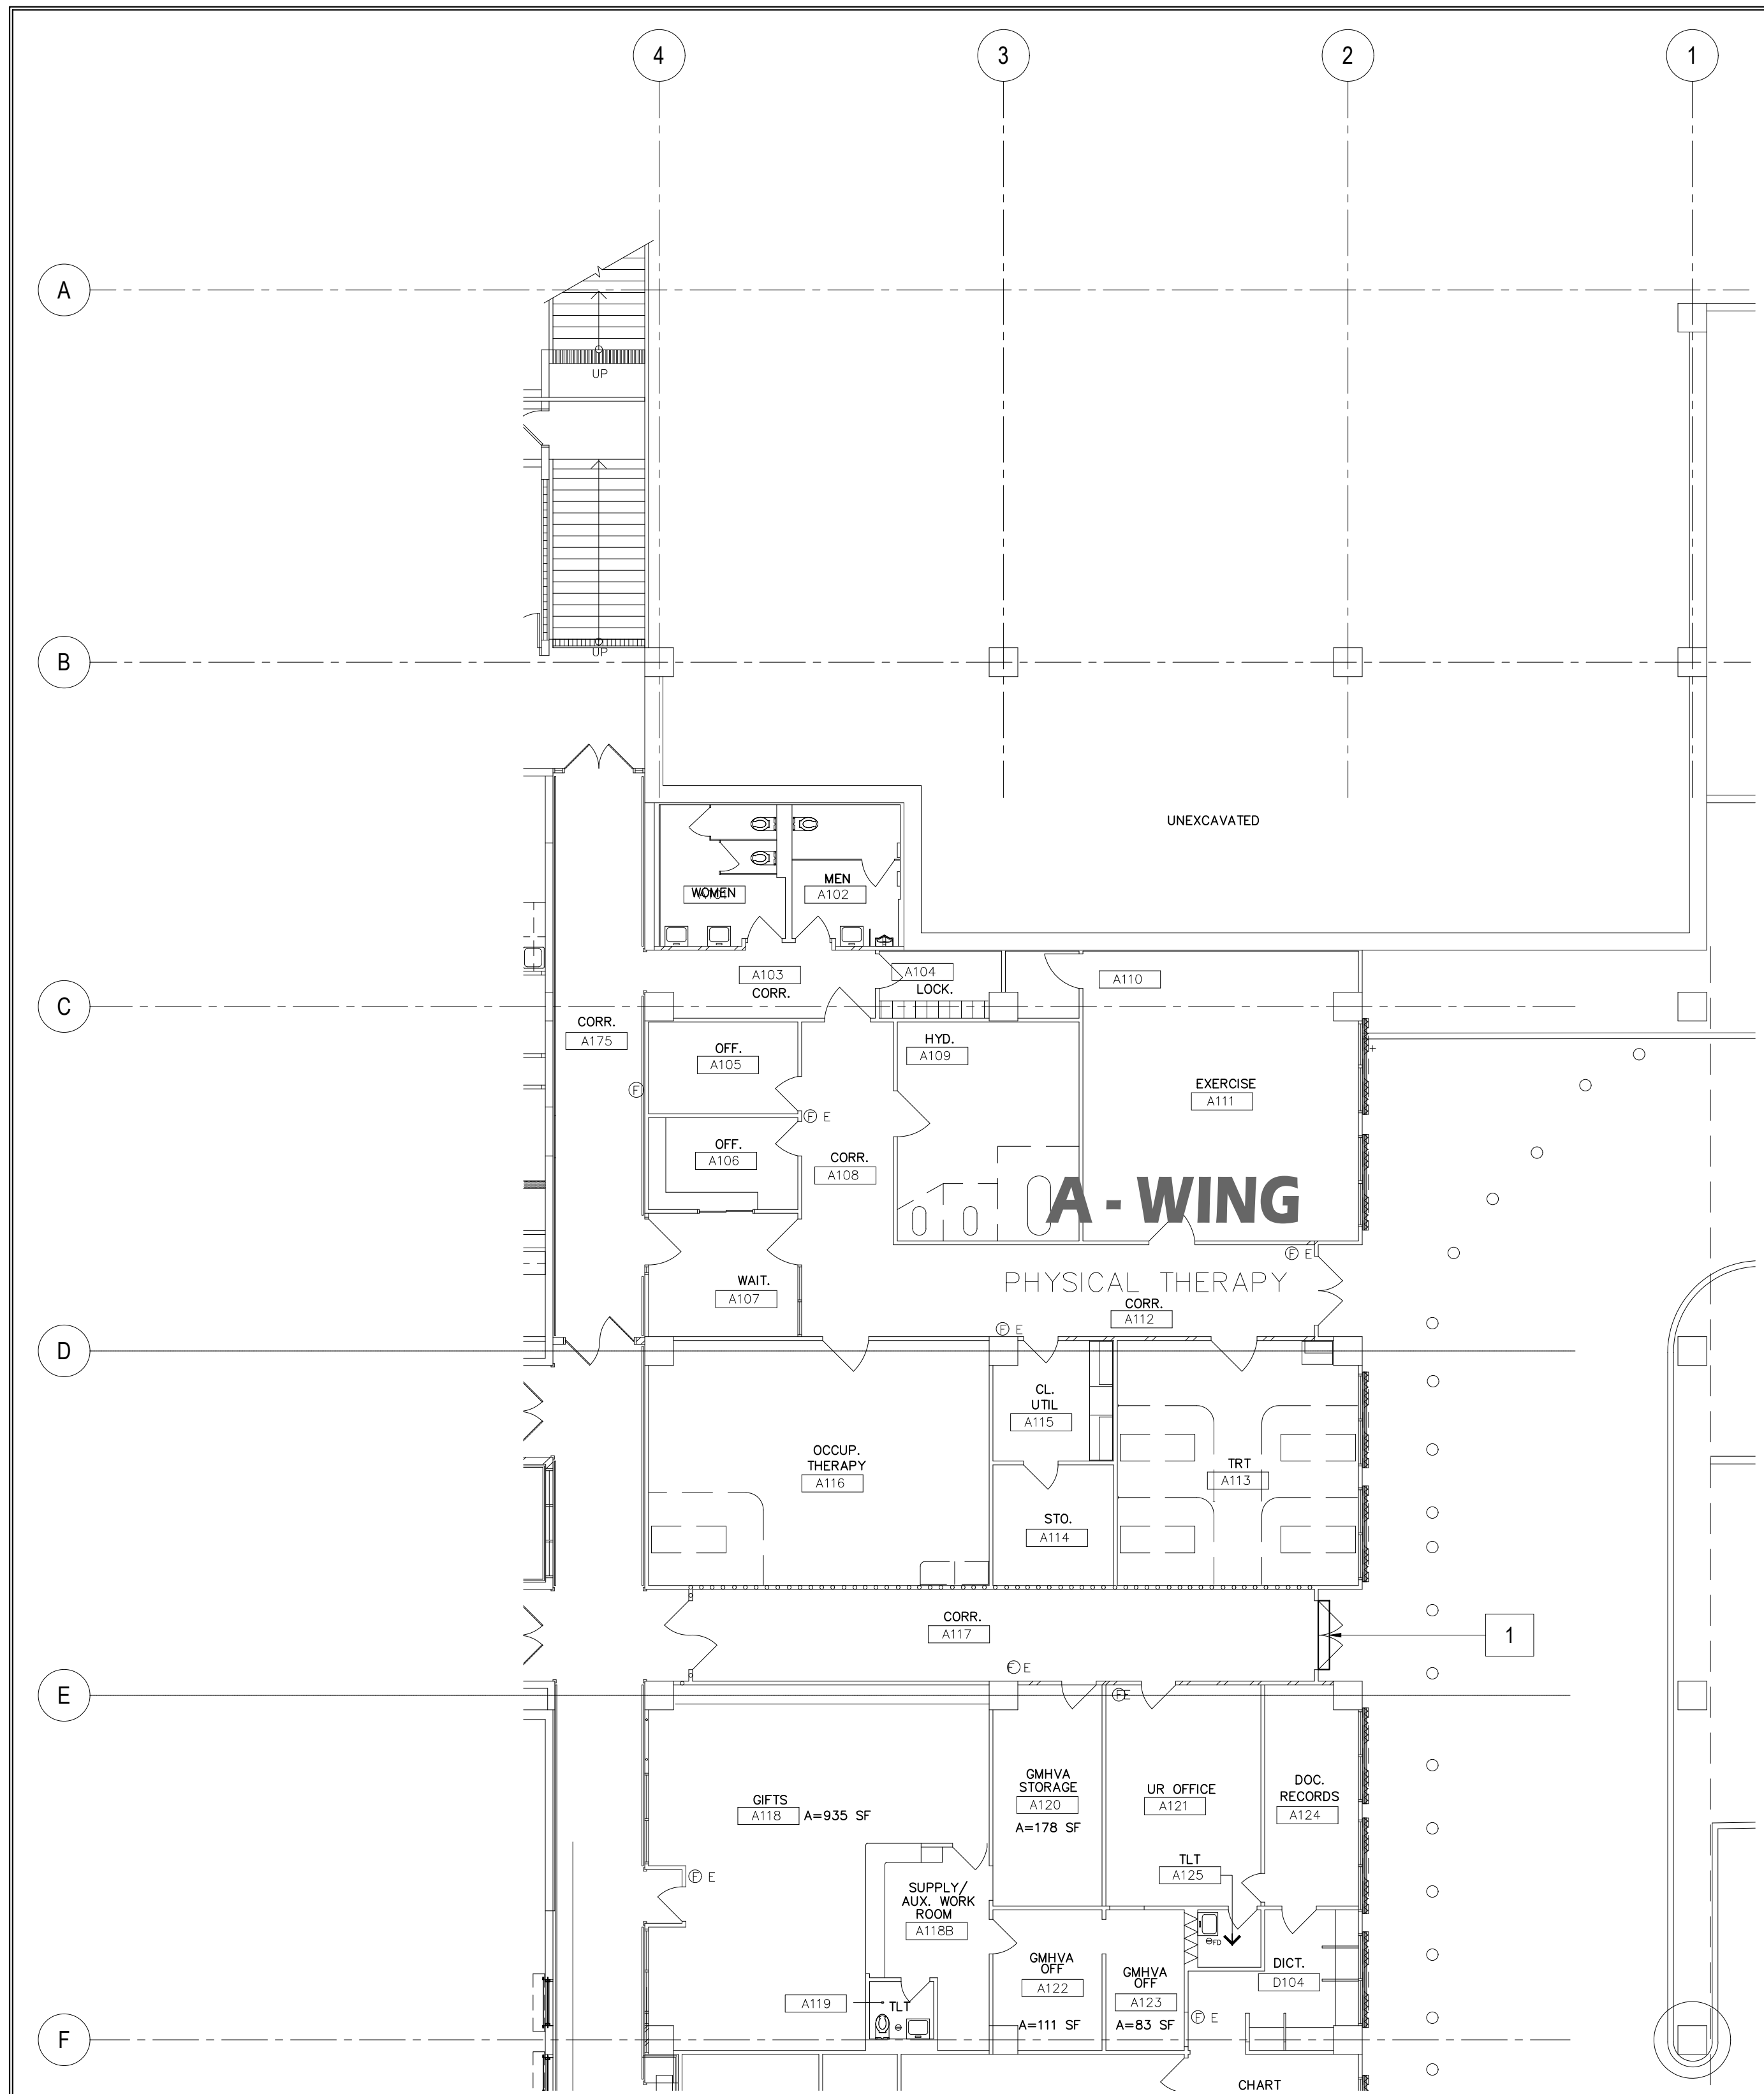 4
3
2
1
A
UP
B
UP
UNEXCAVATED
WOMEN
MEN
A102
A103
CORR.
A104
LOCK.
A110
C
CORR.
A175
OFF.
A105
HYD.
A109
EXERCISE
A111
F
F E
OFF.
A106
CORR.
A108
A - WING
F E
PHYSICAL THERAPY
WAIT.
A107
CORR.
A112
F E
D
CL.
UTIL
A115
OCCUP.
THERAPY
A116
TRT
A113
STO.
A114
CORR.
A117
1
F E
E
F E
GMHVA
STORAGE
A120
A=178 SF
UR OFFICE
A121
DOC.
RECORDS
A124
GIFTS
A118 A=935 SF
TLT
A125
F E
SUPPLY/
AUX. WORK
ROOM
A118B
FD
GMHVA
OFF
A122
A=111 SF
GMHVA
OFF
A123
A=83 SF
DICT.
D104
A119
TLT
F E
F
CHART